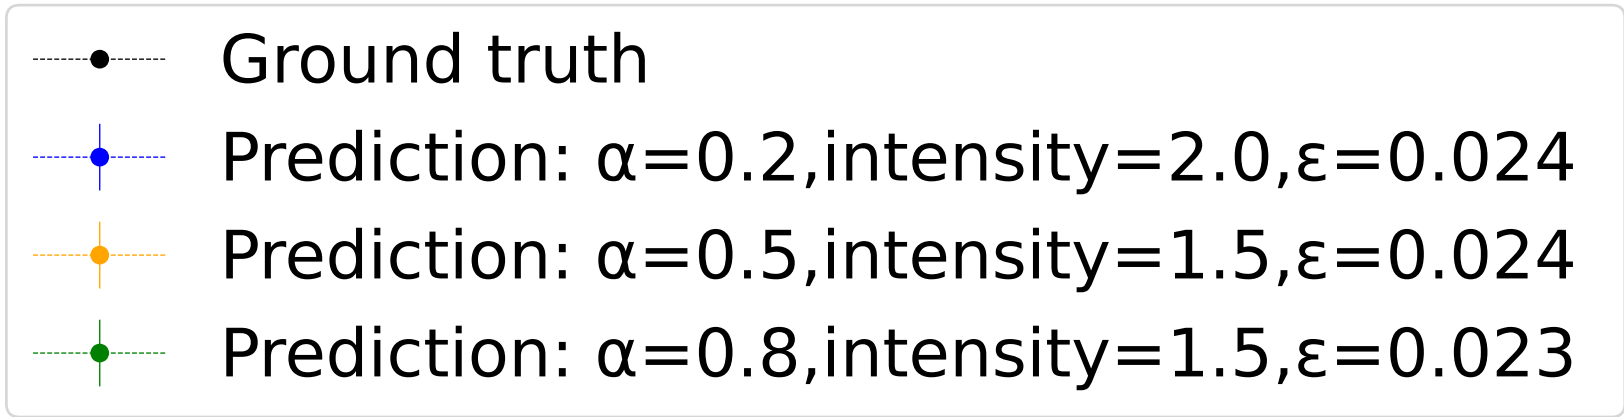 Ground truth
Prediction: α=0.2,intensity=2.0,ε=0.024
Prediction: α=0.5,intensity=1.5,ε=0.024
Prediction: α=0.8,intensity=1.5,ε=0.023